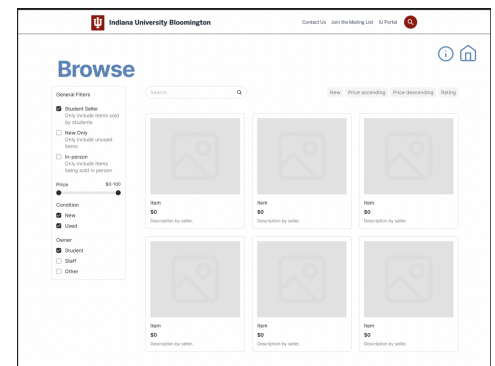 Indiana University Bloomington
Contact Us Join the Mailing List IU Portal
Browse
General Filters
Student Seller
Only include items sold
by students
New Only
Only include unused
items
In-person
Only include items
being sold in person
Price $0-100
Condition
New
Used
Owner
Student
Staff
Other
Search
New Price ascending Price descending Rating
Item
$0
Description by seller.
Item
$0
Description by seller.
Item
$0
Description by seller.
Item
$0
Description by seller.
Item
$0
Description by seller.
Item
$0
Description by seller.